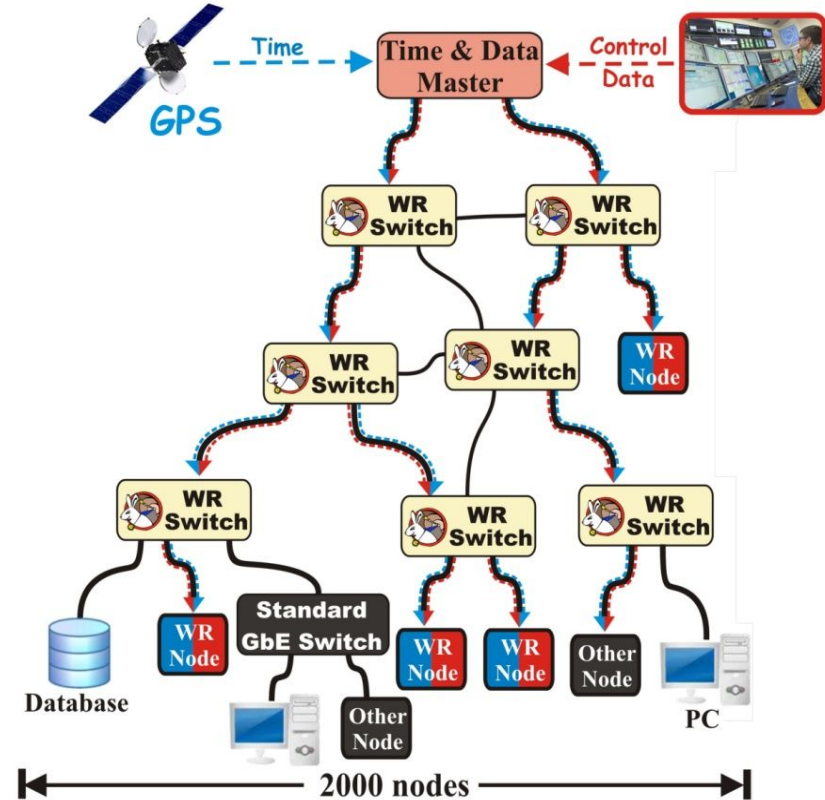 Time
Time & Data
Master
Control
Data
GPS
WR
Switch
WR
Switch
WR
Switch
WR
Switch
WR
Node
WR
Switch
WR
Switch
WR
Switch
Standard
GbE Switch
WR
Node
WR
Node
WR
Node
Other
Node
Database
Other
Node
PC
2000 nodes